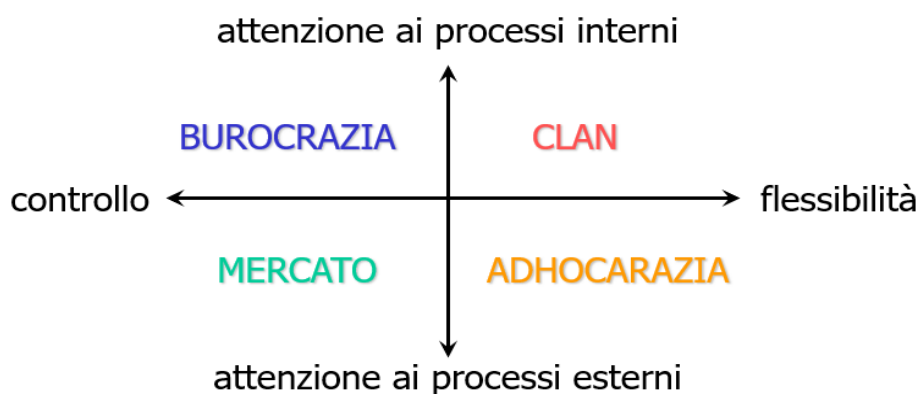 attenzione ai processi interni
BUROCRAZIA CLAN
controllo flessibilità
MERCATO ADHOCARAZIA
attenzione ai processi esterni